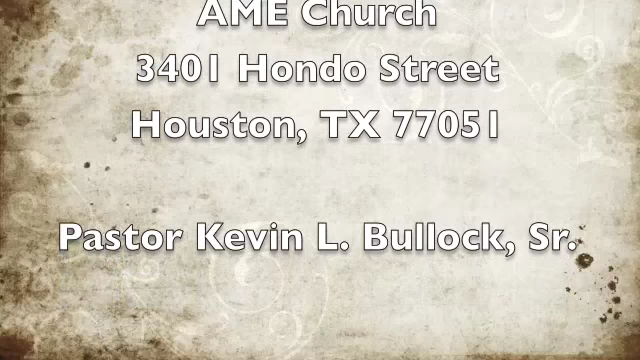 AME Church
3401 Hondo Street
Houston, TX 77051
Pastor Kevin L. Bullock, Sr.